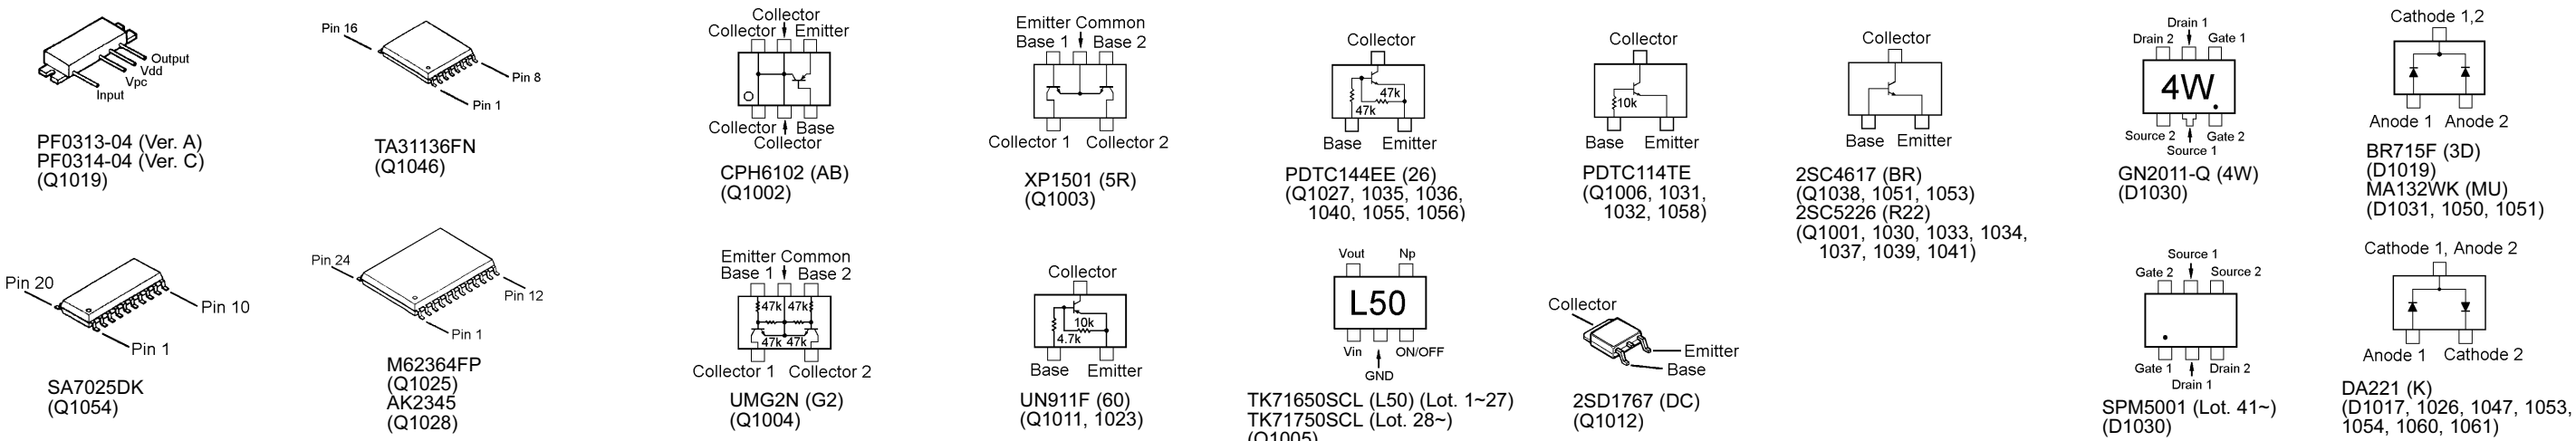 Output
Vdd
Vpc
Input
PF0313-04 (Ver. A)
PF0314-04 (Ver. C)
(Q1019)
Pin 16
Pin 8
Pin 1
TA31136FN
(Q1046)
Collector
Collector
Emitter
Collector
Base
Collector
CPH6102 (AB)
(Q1002)
Emitter Common
Base 1
Base 2
Collector 1
Collector 2
XP1501 (5R)
(Q1003)
Collector
47k
47k
Base
Emitter
PDTC144EE (26)
(Q1027, 1035, 1036,
1040, 1055, 1056)
Collector
10k
Base
Emitter
PDTC114TE
(Q1006, 1031,
1032, 1058)
Collector
Base
Emitter
2SC4617 (BR)
(Q1038, 1051, 1053)
2SC5226 (R22)
(Q1001, 1030, 1033, 1034,
1037, 1039, 1041)
Drain 1
Drain 2
Gate 1
4W
Source 2
Gate 2
Source 1
GN2011-Q (4W)
(D1030)
Cathode 1,2
Anode 1
Anode 2
BR715F (3D)
(D1019)
MA132WK (MU)
(D1031, 1050, 1051)
Pin 20
Pin 10
Pin 1
SA7025DK
(Q1054)
Pin 24
Pin 12
Pin 1
M62364FP
(Q1025)
AK2345
(Q1028)
Emitter Common
Base 1
Base 2
47k
47k
47k
47k
Collector 1
Collector 2
UMG2N (G2)
(Q1004)
Collector
10k
4.7k
Base
Emitter
UN911F (60)
(Q1011, 1023)
Vout
Np
L50
Vin
ON/OFF
GND
TK71650SCL (L50) (Lot. 1~27)
TK71750SCL (Lot. 28~)
(Q1005)
Collector
Emitter
Base
2SD1767 (DC)
(Q1012)
Source 1
Gate 2
Source 2
Gate 1
Drain 2
Drain 1
SPM5001 (Lot. 41~)
(D1030)
Cathode 1, Anode 2
Anode 1
Cathode 2
DA221 (K)
(D1017, 1026, 1047, 1053,
1054, 1060, 1061)